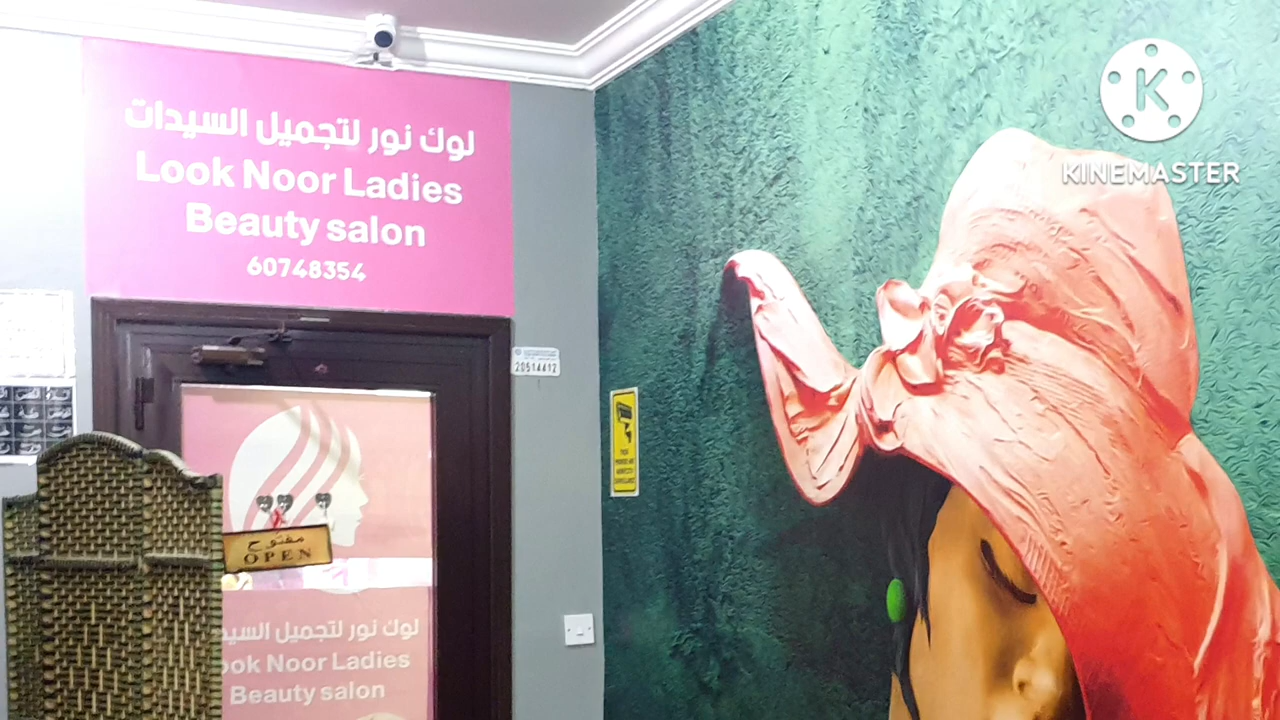 لوك نور لتجميل السيدات
Look Noor Ladies
Beauty salon
60748354
20514412
مفتوح
OPEN
لوك نور لتجميل
ook Noor Ladies
Beauty salon
K
KINEMASTER